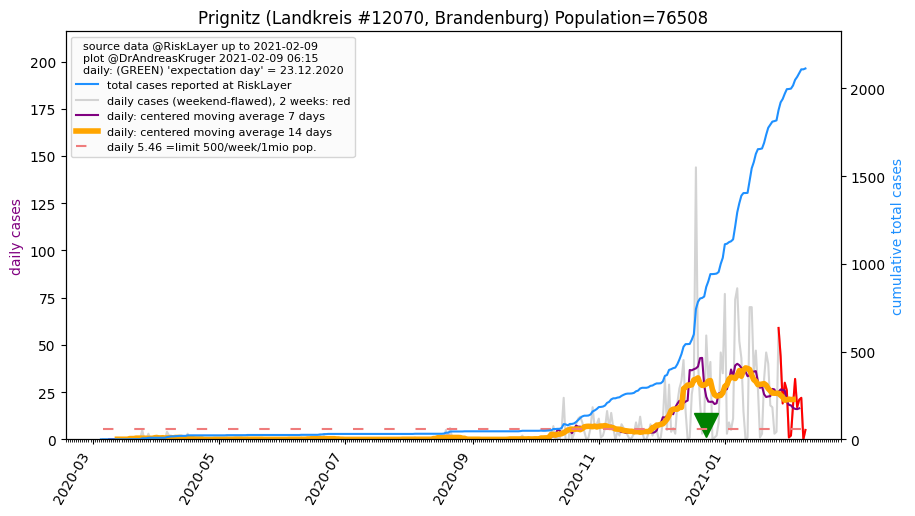 Prignitz (Landkreis #12070, Brandenburg) Population=76508
source data @RiskLayer up to 2021-02-09
plot @DrAndreasKruger 2021-02-09 06:15
daily: (GREEN) 'expectation day' = 23.12.2020
total cases reported at RiskLayer
daily cases (weekend-flawed), 2 weeks: red
daily: centered moving average 7 days
daily: centered moving average 14 days
daily 5.46 =limit 500/week/1mio pop.
daily cases
200
175
150
125
100
75
50
25
0
2020-03
2020-05
2020-07
2020-09
2020-11
2021-01
2000
1500
1000
500
0
cumulative total cases